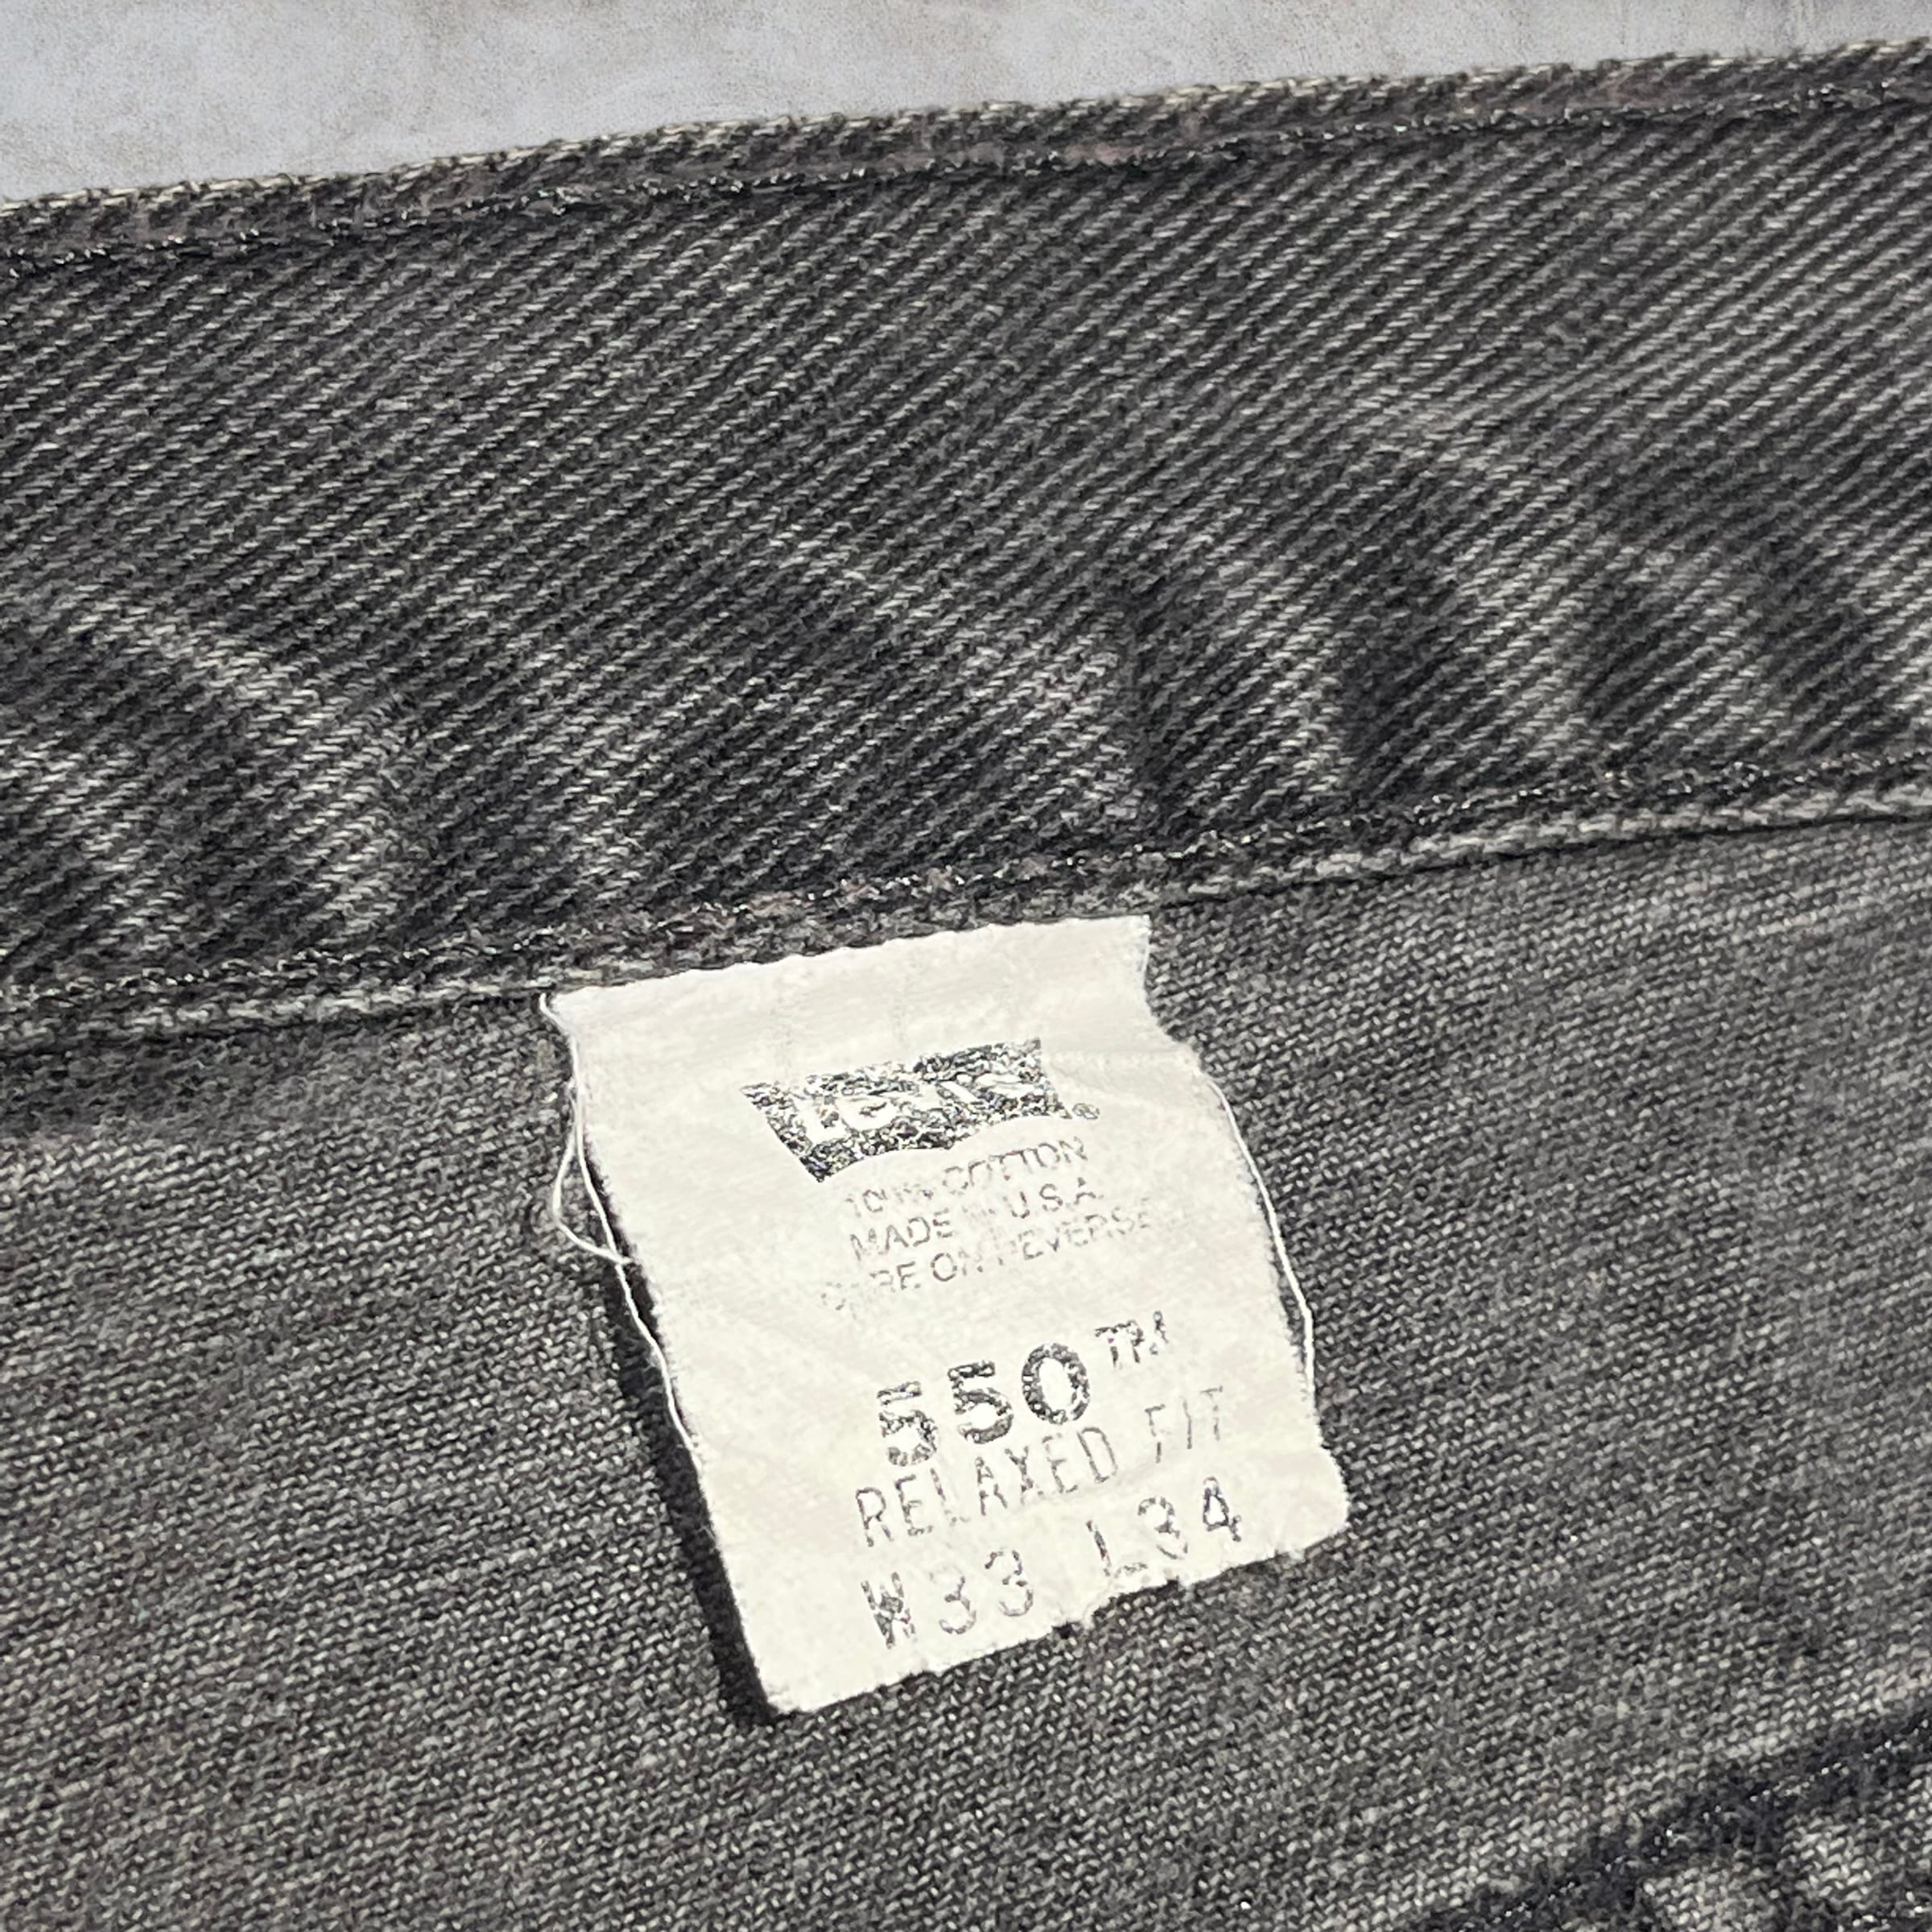 Levi's®
100% COTTON
MADE IN U.S.A.
CARE ON REVERSE
550™
RELAXED FIT
W33 L34